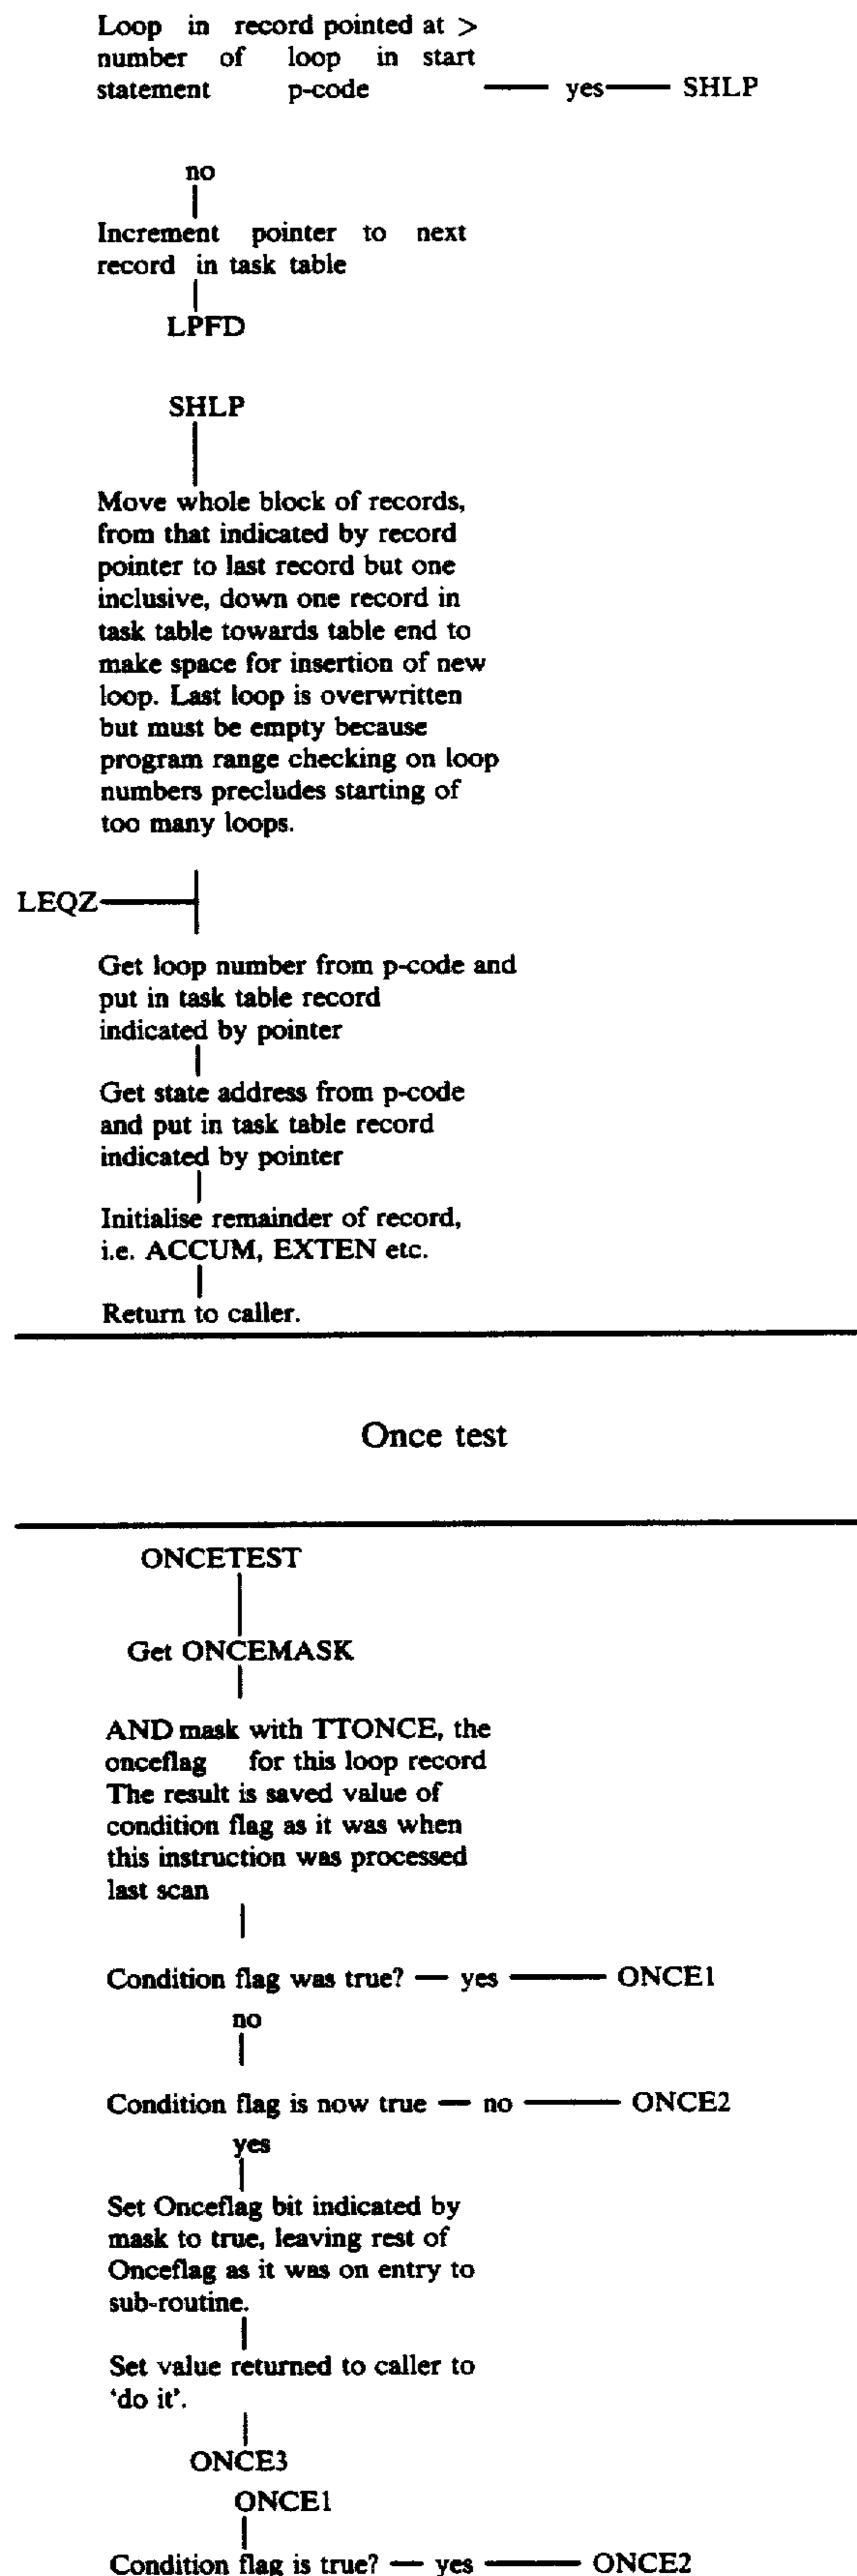 Loop in record pointed at >
number of loop in start
statement p-code — yes — SHLP
no
Increment pointer to next
record in task table
LPFD
SHLP
Move whole block of records,
from that indicated by record
pointer to last record but one
inclusive, down one record in
task table towards table end to
make space for insertion of new
loop. Last loop is overwritten
but must be empty because
program range checking on loop
numbers precludes starting of
too many loops.
LEQZ
Get loop number from p-code and
put in task table record
indicated by pointer
Get state address from p-code
and put in task table record
indicated by pointer
Initialise remainder of record,
i.e. ACCUM, EXTEN etc.
Return to caller.
Once test
ONCETEST
Get ONCEMASK
AND mask with TTONCE, the
onceflag for this loop record
The result is saved value of
condition flag as it was when
this instruction was processed
last scan
Condition flag was true? — yes — ONCE1
no
Condition flag is now true — no — ONCE2
yes
Set Onceflag bit indicated by
mask to true, leaving rest of
Onceflag as it was on entry to
sub-routine.
Set value returned to caller to
‘do it’.
ONCE3
ONCE1
Condition flag is true? — yes — ONCE2